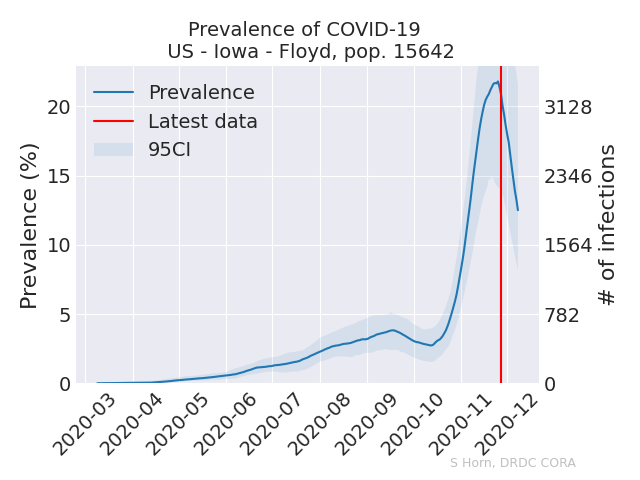 Prevalence of COVID-19
US - Iowa - Floyd, pop. 15642
Prevalence
Latest data
95CI
Prevalence (%)
20
15
10
5
0
3128
2346
1564
782
0
# of infections
2020-03
2020-04
2020-05
2020-06
2020-07
2020-08
2020-09
2020-10
2020-11
2020-12
S Horn, DRDC CORA